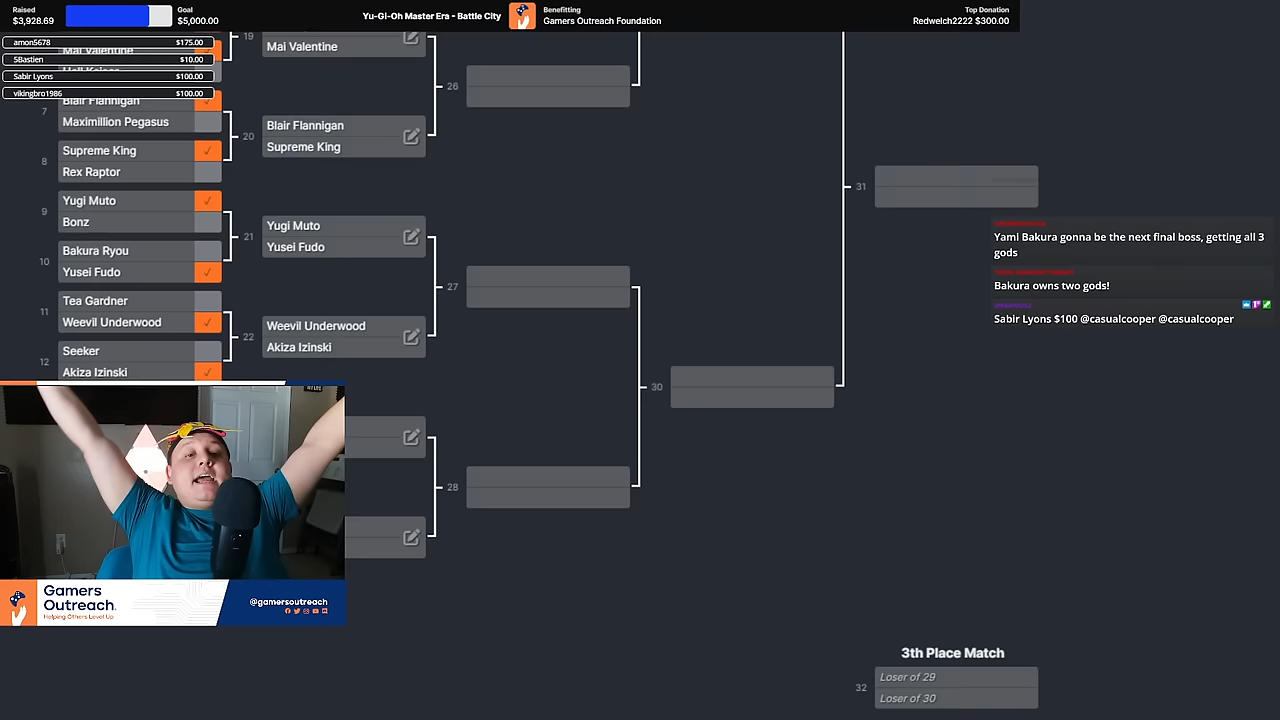 Raised
$3,928.69
Goal
$5,000.00
Yu-Gi-Oh Master Era - Battle City
Benefitting
Gamers Outreach Foundation
Top Donation
Redwelch2222 $300.00
amon5678 $175.00
5Bastien $10.00
Sabir Lyons $100.00
vikingbro1986 $100.00
Mai Valentine
7
Blair Flannigan
Maximillion Pegasus
8
Supreme King
Rex Raptor
9
Yugi Muto
Bonz
10
Bakura Ryou
Yusei Fudo
11
Tea Gardner
Weevil Underwood
12
Seeker
Akiza Izinski
19
Mai Valentine
20
Blair Flannigan
Supreme King
21
Yugi Muto
Yusei Fudo
22
Weevil Underwood
Akiza Izinski
26
27
28
30
31
Yami Bakura gonna be the next final boss, getting all 3
gods
Bakura owns two gods!
Sabir Lyons $100 @casualcooper @casualcooper
Gamers
Outreach.
Helping Others Level Up
@gamersoutreach
3th Place Match
32
Loser of 29
Loser of 30